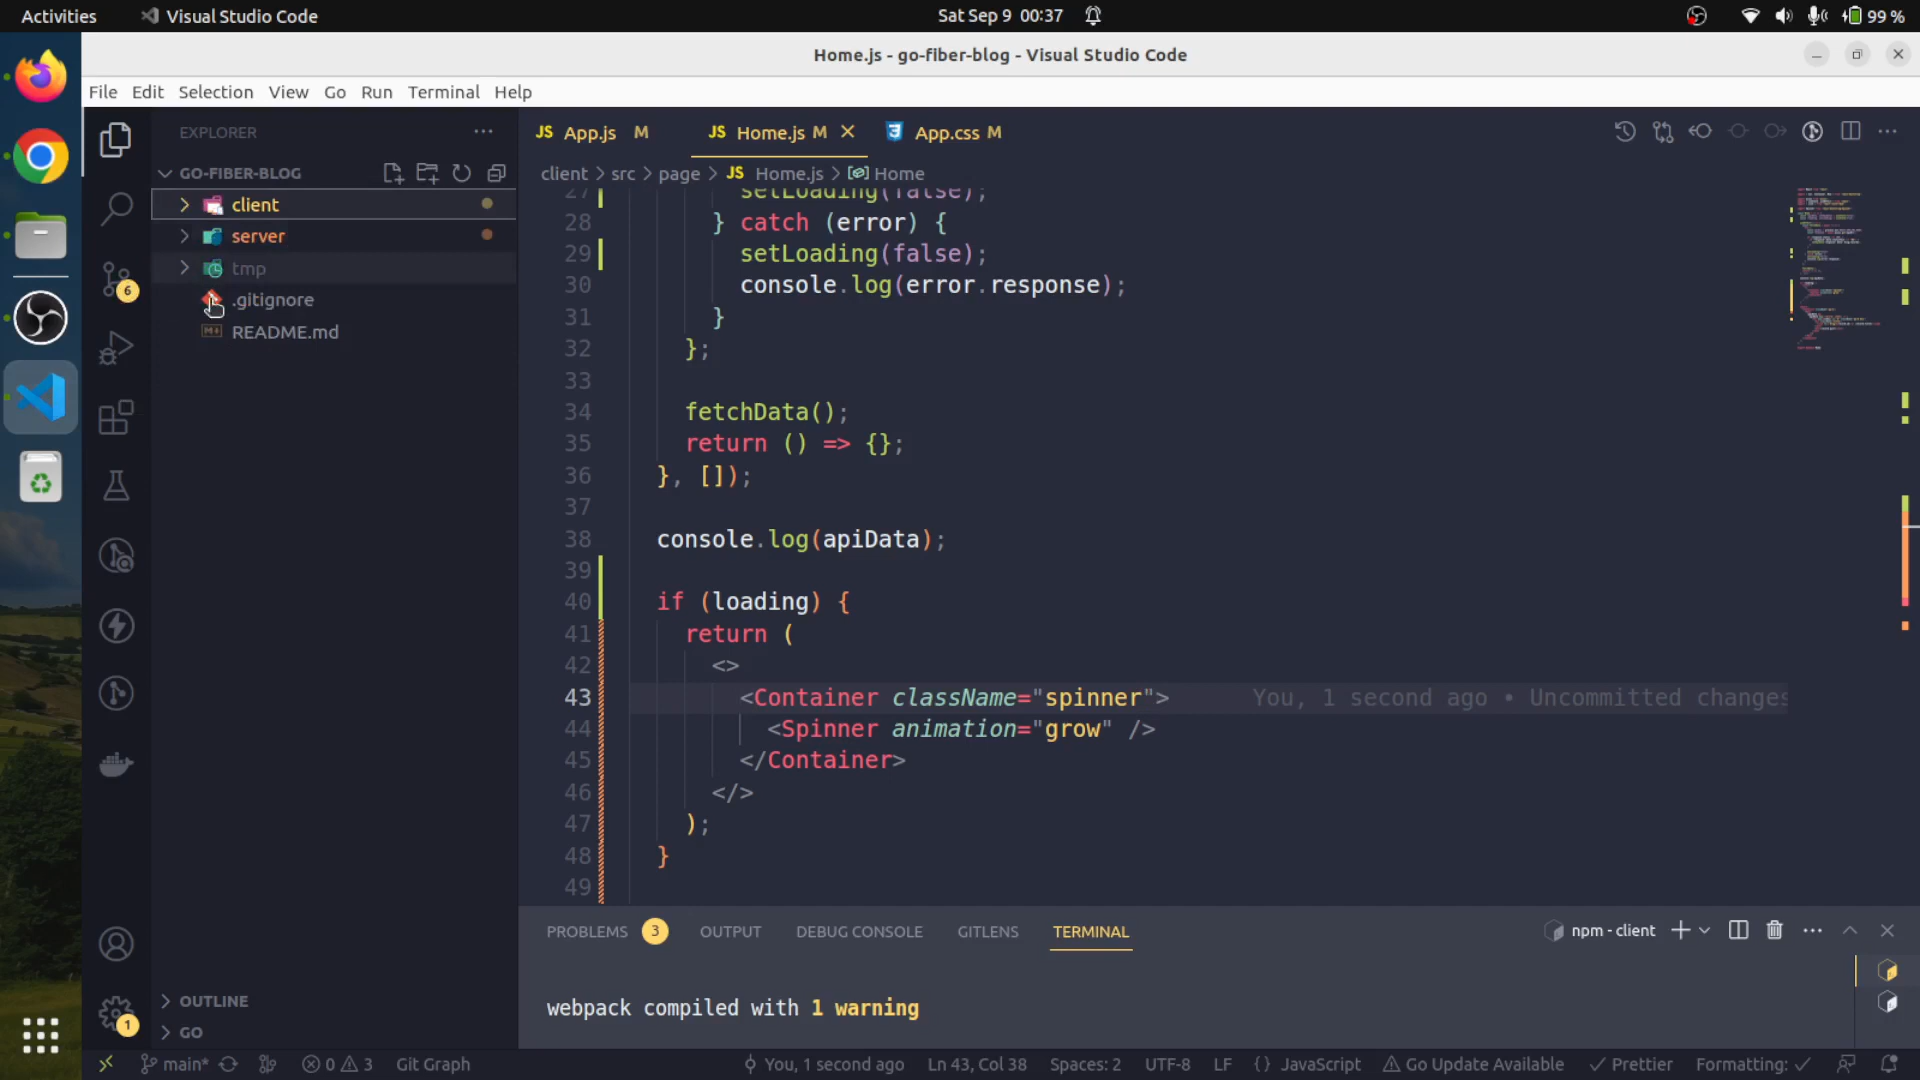 Activities
Visual Studio Code
Sat Sep 9 00:37
99 %
Home.js - go-fiber-blog - Visual Studio Code
File Edit Selection View Go Run Terminal Help
EXPLORER
GO-FIBER-BLOG
client
server
tmp
.gitignore
README.md
OUTLINE
GO
6
1
JS App.js M
JS Home.js M
App.css M
client > src > page > JS Home.js > Home
27 setLoading(false);
28 } catch (error) {
29 setLoading(false);
30 console.log(error.response);
31 }
32 };
33
34 fetchData();
35 return () => {};
36 }, []);
37
38 console.log(apiData);
39
40 if (loading) {
41 return (
42 <>
43 <Container className="spinner"> You, 1 second ago • Uncommitted changes
44 <Spinner animation="grow" />
45 </Container>
46 </>
47 );
48 }
49
PROBLEMS 3 OUTPUT DEBUG CONSOLE GITLENS TERMINAL
npm - client
webpack compiled with 1 warning
main* 0 3 Git Graph You, 1 second ago Ln 43, Col 38 Spaces: 2 UTF-8 LF {} JavaScript Go Update Available Prettier Formatting: